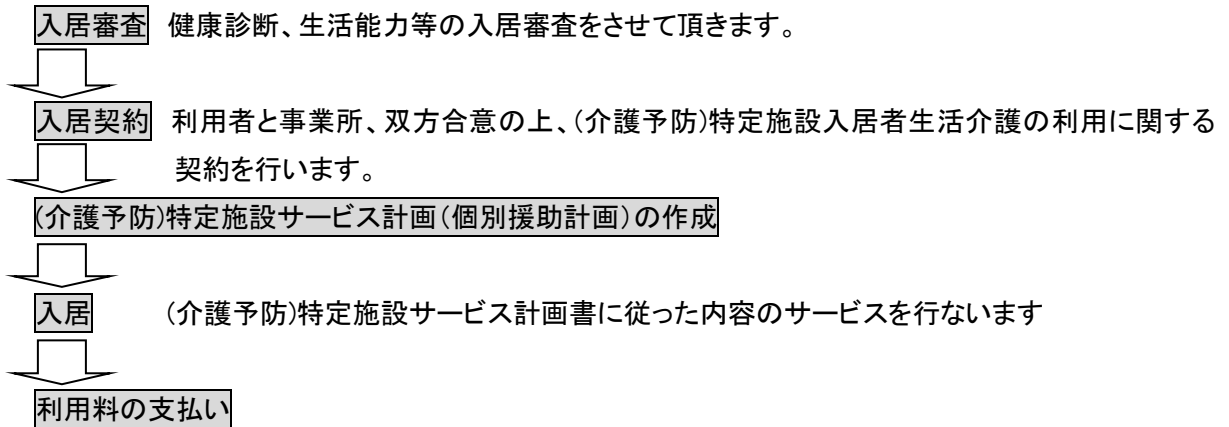 入居審査 健康診断、生活能力等の入居審査をさせて頂きます。
入居契約 利用者と事業所、双方合意の上、(介護予防)特定施設入居者生活介護の利用に関する
契約を行います。
(介護予防)特定施設サービス計画(個別援助計画)の作成
入居 (介護予防)特定施設サービス計画書に従った内容のサービスを行ないます
利用料の支払い